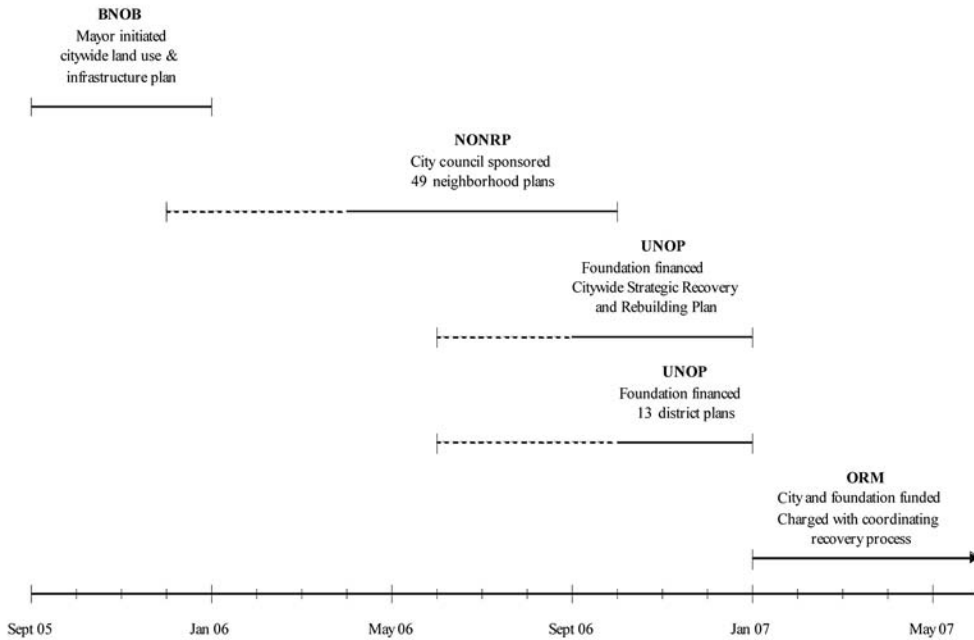 BNOB
Mayor initiated
citywide land use &
infrastructure plan
NONRP
City council sponsored
49 neighborhood plans
UNOP
Foundation financed
Citywide Strategic Recovery
and Rebuilding Plan
UNOP
Foundation financed
13 district plans
ORM
City and foundation funded
Charged with coordinating
recovery process
Sept 05
Jan 06
May 06
Sept 06
Jan 07
May 07